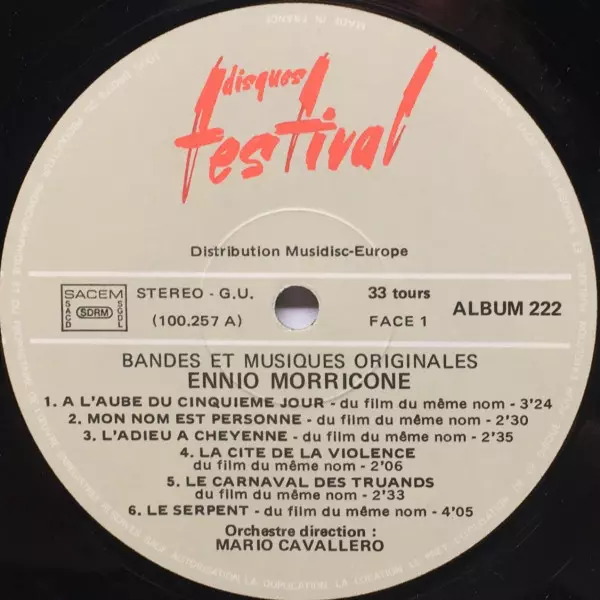 MADE IN FRANCE
disques
festival
Distribution Musidisc-Europe
SACEM
SACD
SDRM
SGDL
STEREO - G.U.
33 tours
ALBUM 222
(100.257 A)
FACE 1
BANDES ET MUSIQUES ORIGINALES
ENNIO MORRICONE
1. A L'AUBE DU CINQUIEME JOUR - du film du même nom - 3'24
2. MON NOM EST PERSONNE - du film du même nom - 2'30
3. L'ADIEU A CHEYENNE - du film du même nom - 2'35
4. LA CITE DE LA VIOLENCE
du film du même nom - 2'06
5. LE CARNAVAL DES TRUANDS
du film du même nom - 2'33
6. LE SERPENT - du film du même nom - 4'05
Orchestre direction :
MARIO CAVALLERO